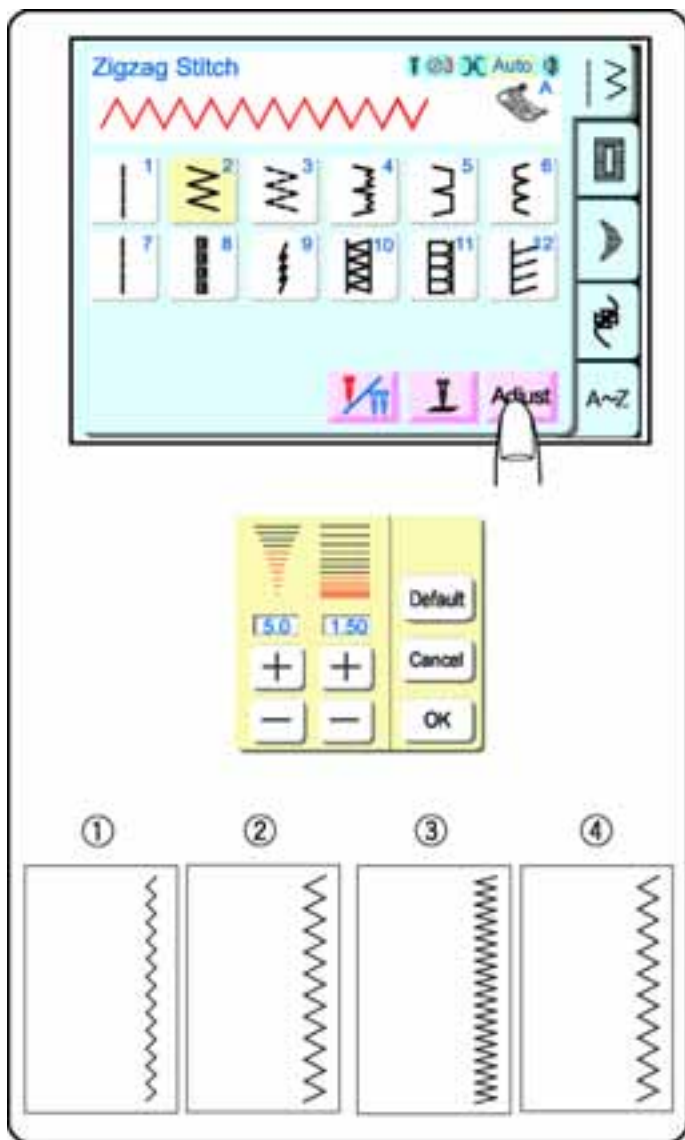 Zigzag Stitch
Auto
A
1 2 3 4 5 6
7 8 9 10 11 12
Adjust A~Z
Default
5.0 1.50
+ + Cancel
− − OK
① ② ③ ④